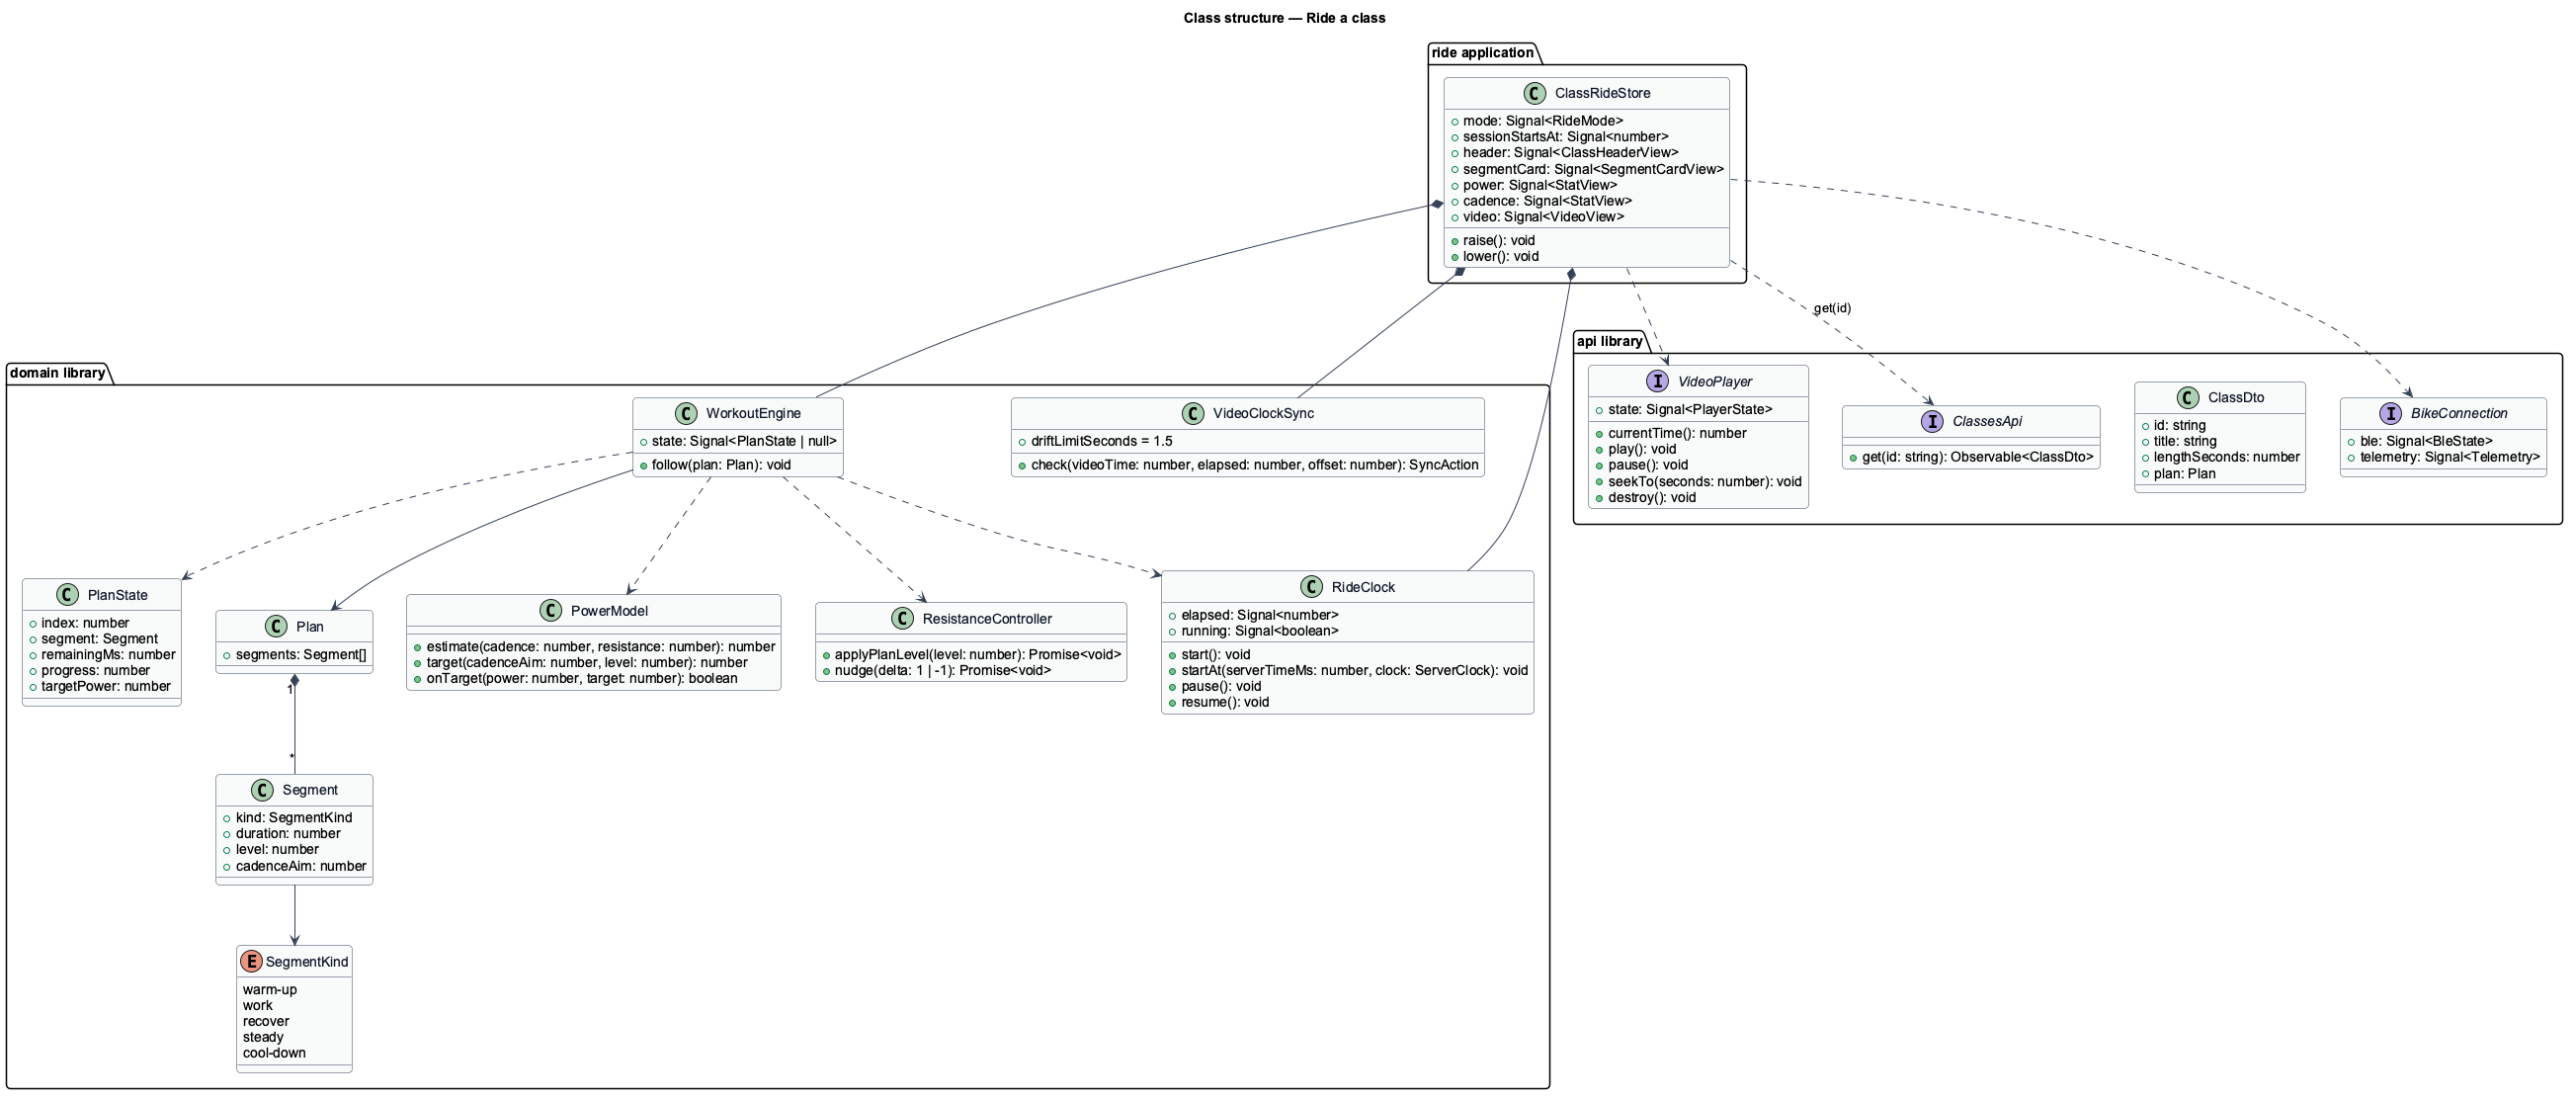 Class structure — Ride a class
ride application
C ClassRideStore
mode: Signal<RideMode>
sessionStartsAt: Signal<number>
header: Signal<ClassHeaderView>
segmentCard: Signal<SegmentCardView>
power: Signal<StatView>
cadence: Signal<StatView>
video: Signal<VideoView>
raise(): void
lower(): void
get(id)
api library
I VideoPlayer
state: Signal<PlayerState>
currentTime(): number
play(): void
pause(): void
seekTo(seconds: number): void
destroy(): void
I ClassesApi
get(id: string): Observable<ClassDto>
C ClassDto
id: string
title: string
lengthSeconds: number
plan: Plan
I BikeConnection
ble: Signal<BleState>
telemetry: Signal<Telemetry>
domain library
C WorkoutEngine
state: Signal<PlanState | null>
follow(plan: Plan): void
C VideoClockSync
driftLimitSeconds = 1.5
check(videoTime: number, elapsed: number, offset: number): SyncAction
C PlanState
index: number
segment: Segment
remainingMs: number
progress: number
targetPower: number
C Plan
segments: Segment[]
1
*
C PowerModel
estimate(cadence: number, resistance: number): number
target(cadenceAim: number, level: number): number
onTarget(power: number, target: number): boolean
C ResistanceController
applyPlanLevel(level: number): Promise<void>
nudge(delta: 1 | -1): Promise<void>
C RideClock
elapsed: Signal<number>
running: Signal<boolean>
start(): void
startAt(serverTimeMs: number, clock: ServerClock): void
pause(): void
resume(): void
C Segment
kind: SegmentKind
duration: number
level: number
cadenceAim: number
E SegmentKind
warm-up
work
recover
steady
cool-down